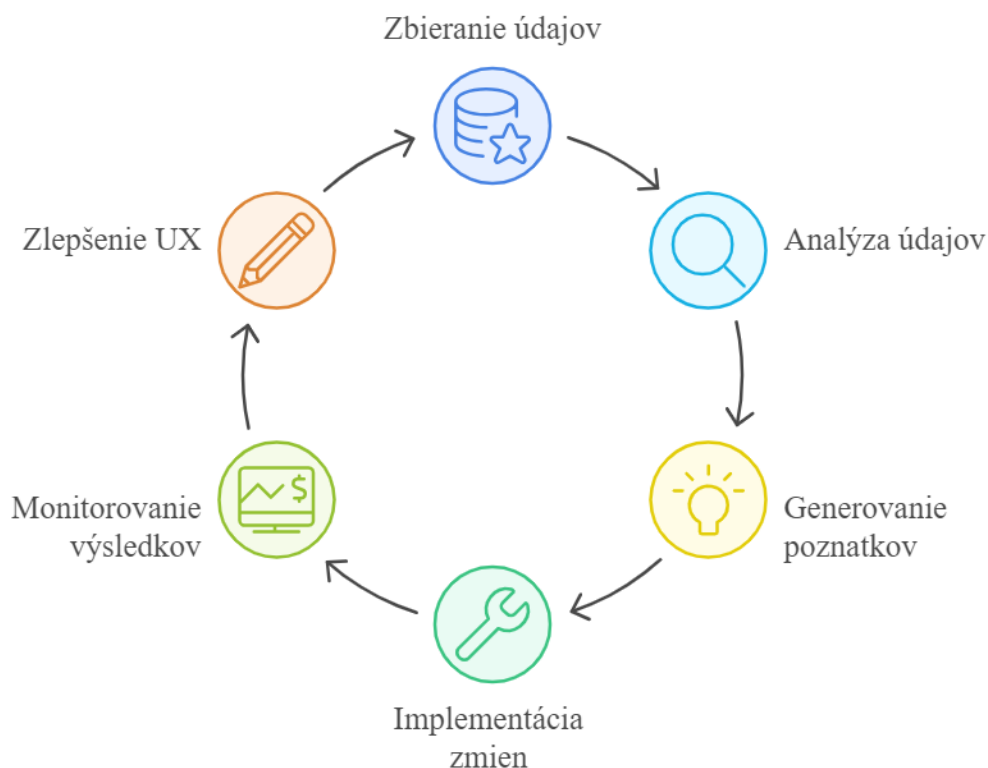 Zbieranie údajov
Zlepšenie UX
Analýza údajov
Monitorovanie
výsledkov
Generovanie
poznatkov
Implementácia
zmien